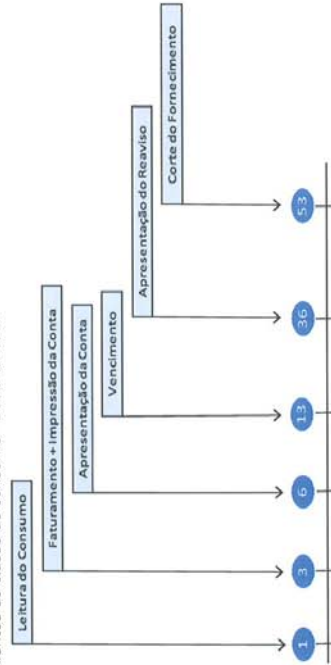 Leitura do Consumo
Faturamento + Impressão da Conta
Apresentação da Conta
Vencimento
Apresentação do Reaviso
Corte do Fornecimento
1
3
6
13
36
53